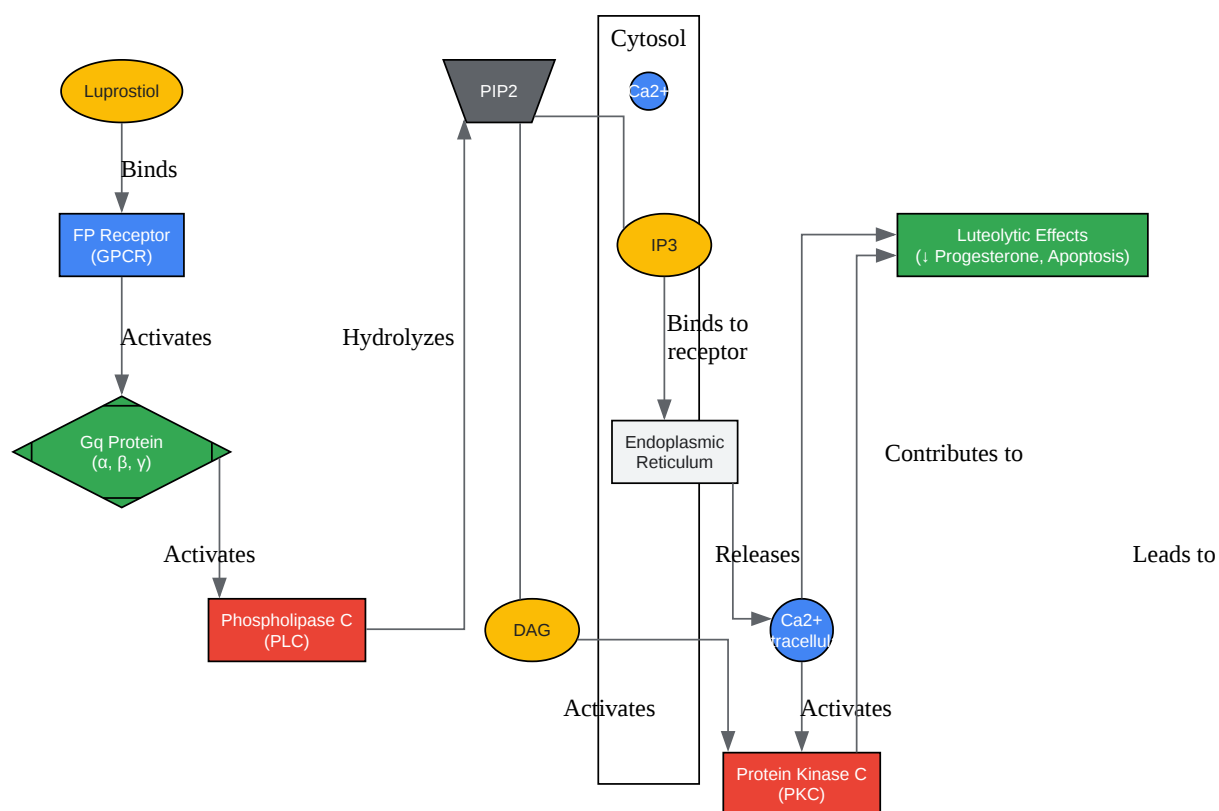 Cytosol
Luprostiol
PIP2
Ca2+
Binds
FP Receptor
(GPCR)
IP3
Luteolytic Effects
(↓ Progesterone, Apoptosis)
Activates
Hydrolyzes
Binds to
receptor
Gq Protein
(α, β, γ)
Endoplasmic
Reticulum
Contributes to
Activates
Releases
Leads to
Phospholipase C
(PLC)
DAG
Ca2+
Activates
Activates
Protein Kinase C
(PKC)